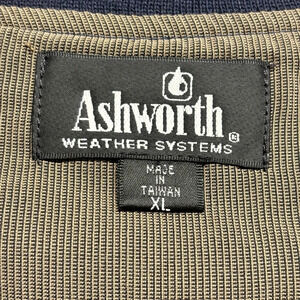 Ashworth
WEATHER SYSTEMS
MADE
IN
TAIWAN
XL